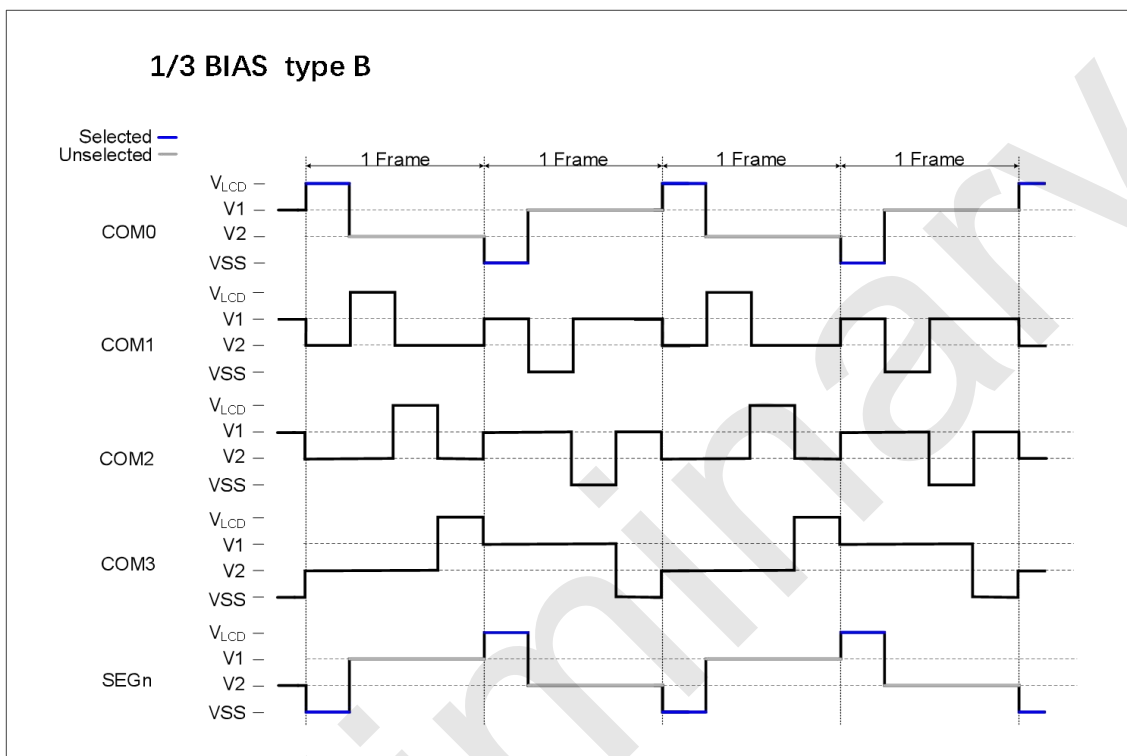 1/3 BIAS type B
Selected
Unselected
1 Frame 1 Frame 1 Frame 1 Frame
COM0
VLCD
V1
V2
VSS
COM1
VLCD
V1
V2
VSS
COM2
VLCD
V1
V2
VSS
COM3
VLCD
V1
V2
VSS
SEGn
VLCD
V1
V2
VSS
iminary